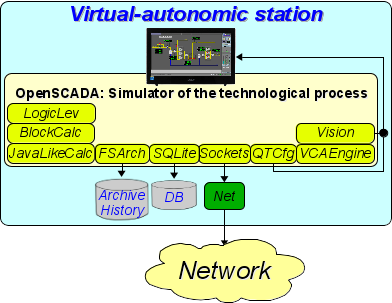 Virtual-autonomic station
OpenSCADA: Simulator of the technological process
LogicLev
BlockCalc
Vision
JavaLikeCalc FSArch SQLite Sockets QTCfg VCAEngine
Archive
History
DB
Net
Network